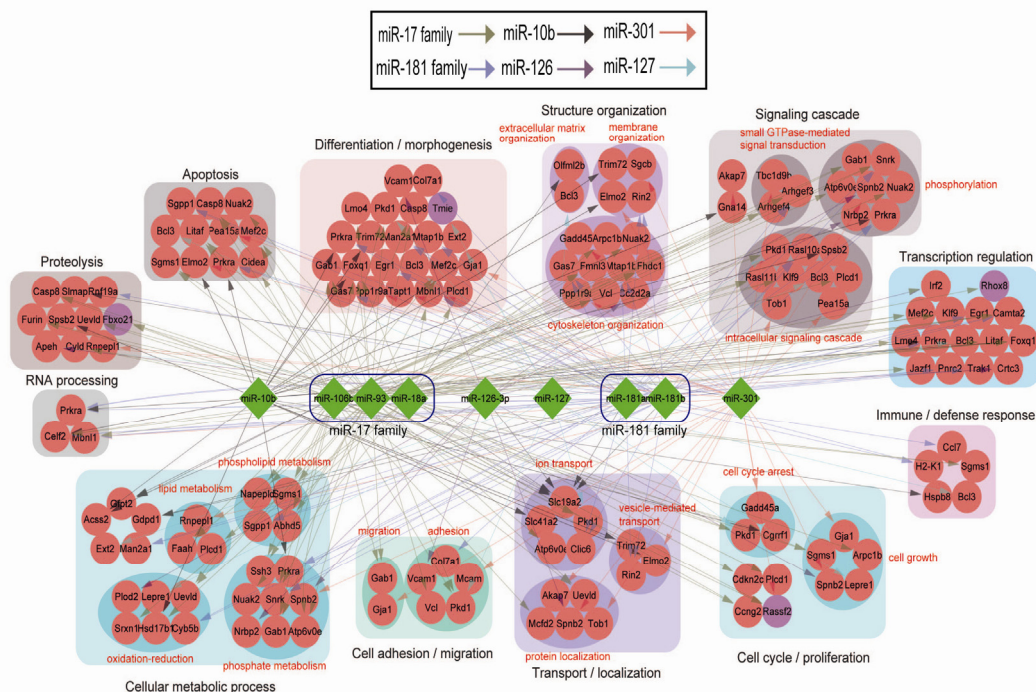 miR-17 family
miR-10b
miR-301
miR-181 family
miR-126
miR-127
Structure organization
extracellular matrix
organization
membrane
organization
Olfml2b
Bcl3
Trim72
Sgcb
Elmo2
Rin2
Gadd45
Arpc1b
Nuak2
Gas7
Fmnl3
Mtap1b
Fhdc1
Ppp1r9a
Vcl
Cc2d2a
cytoskeleton organization
Signaling cascade
small GTPase-mediated
signal transduction
Akap7
Gna14
Tbc1d9b
Arhgef3
Arhgef4
Gab1
Snrk
Atp6v0e
Spnb2
Nuak2
Nrbp2
Prkra
phosphorylation
Pkd1
Rasl10a
Spsb2
Rasl11b
Klf9
Bcl3
Plcd1
Tob1
Pea15a
intracellular signaling cascade
Differentiation / morphogenesis
Vcam1
Col7a1
Lmo4
Pkd1
Casp8
Tmie
Prkra
Trim72
Man2a1
Mtap1b
Ext2
Gab1
Foxq1
Egr1
Bcl3
Mef2c
Gja1
Gas7
Ppp1r9a
Tapt1
Mbnl1
Plcd1
Apoptosis
Sgpp1
Casp8
Nuak2
Bcl3
Litaf
Pea15a
Mef2c
Sgms1
Elmo2
Prkra
Cidea
Proteolysis
Casp8
Slmap
Rnf19a
Furin
Spsb2
Uevld
Fbxo21
Apeh
Cyld
Rnpepl1
Transcription regulation
Irf2
Rhox8
Mef2c
Klf9
Egr1
Camta2
Lmo4
Prkra
Bcl3
Litaf
Foxq1
Jazf1
Pnrc2
Trak1
Crtc3
RNA processing
Prkra
Celf2
Mbnl1
miR-10b
miR-106b
miR-93
miR-18a
miR-126-3p
miR-127
miR-181a
miR-181b
miR-301
miR-17 family
miR-181 family
Immune / defense response
Ccl7
H2-K1
Sgms1
Hspb8
Bcl3
phospholipid metabolism
lipid metabolism
Acss2
Gdpd1
Ext2
Man2a1
Rnpepl1
Faah
Plcd1
Napepld
Sgms1
Sgpp1
Abhd5
Plod2
Lepre1
Uevld
Srxn1
Hsd17b1
Cyb5b
oxidation-reduction
Ssh3
Prkra
Nuak2
Snrk
Spnb2
Nrbp2
Gab1
Atp6v0e
phosphate metabolism
Cellular metabolic process
migration
adhesion
Gab1
Gja1
Col7a1
Vcam1
Mcam
Vcl
Pkd1
Cell adhesion / migration
ion transport
Slc19a2
Slc41a2
Pkd1
Atp6v0e
Clic6
vesicle-mediated
transport
Trim72
Elmo2
Rin2
Akap7
Uevld
Mcfd2
Spnb2
Tob1
protein localization
Transport / localization
cell cycle arrest
Gadd45a
Pkd1
Cgrrf1
Cdkn2c
Plcd1
Ccng2
Rassf2
Gja1
Sgms1
Arpc1b
Spnb2
Lepre1
cell growth
Cell cycle / proliferation